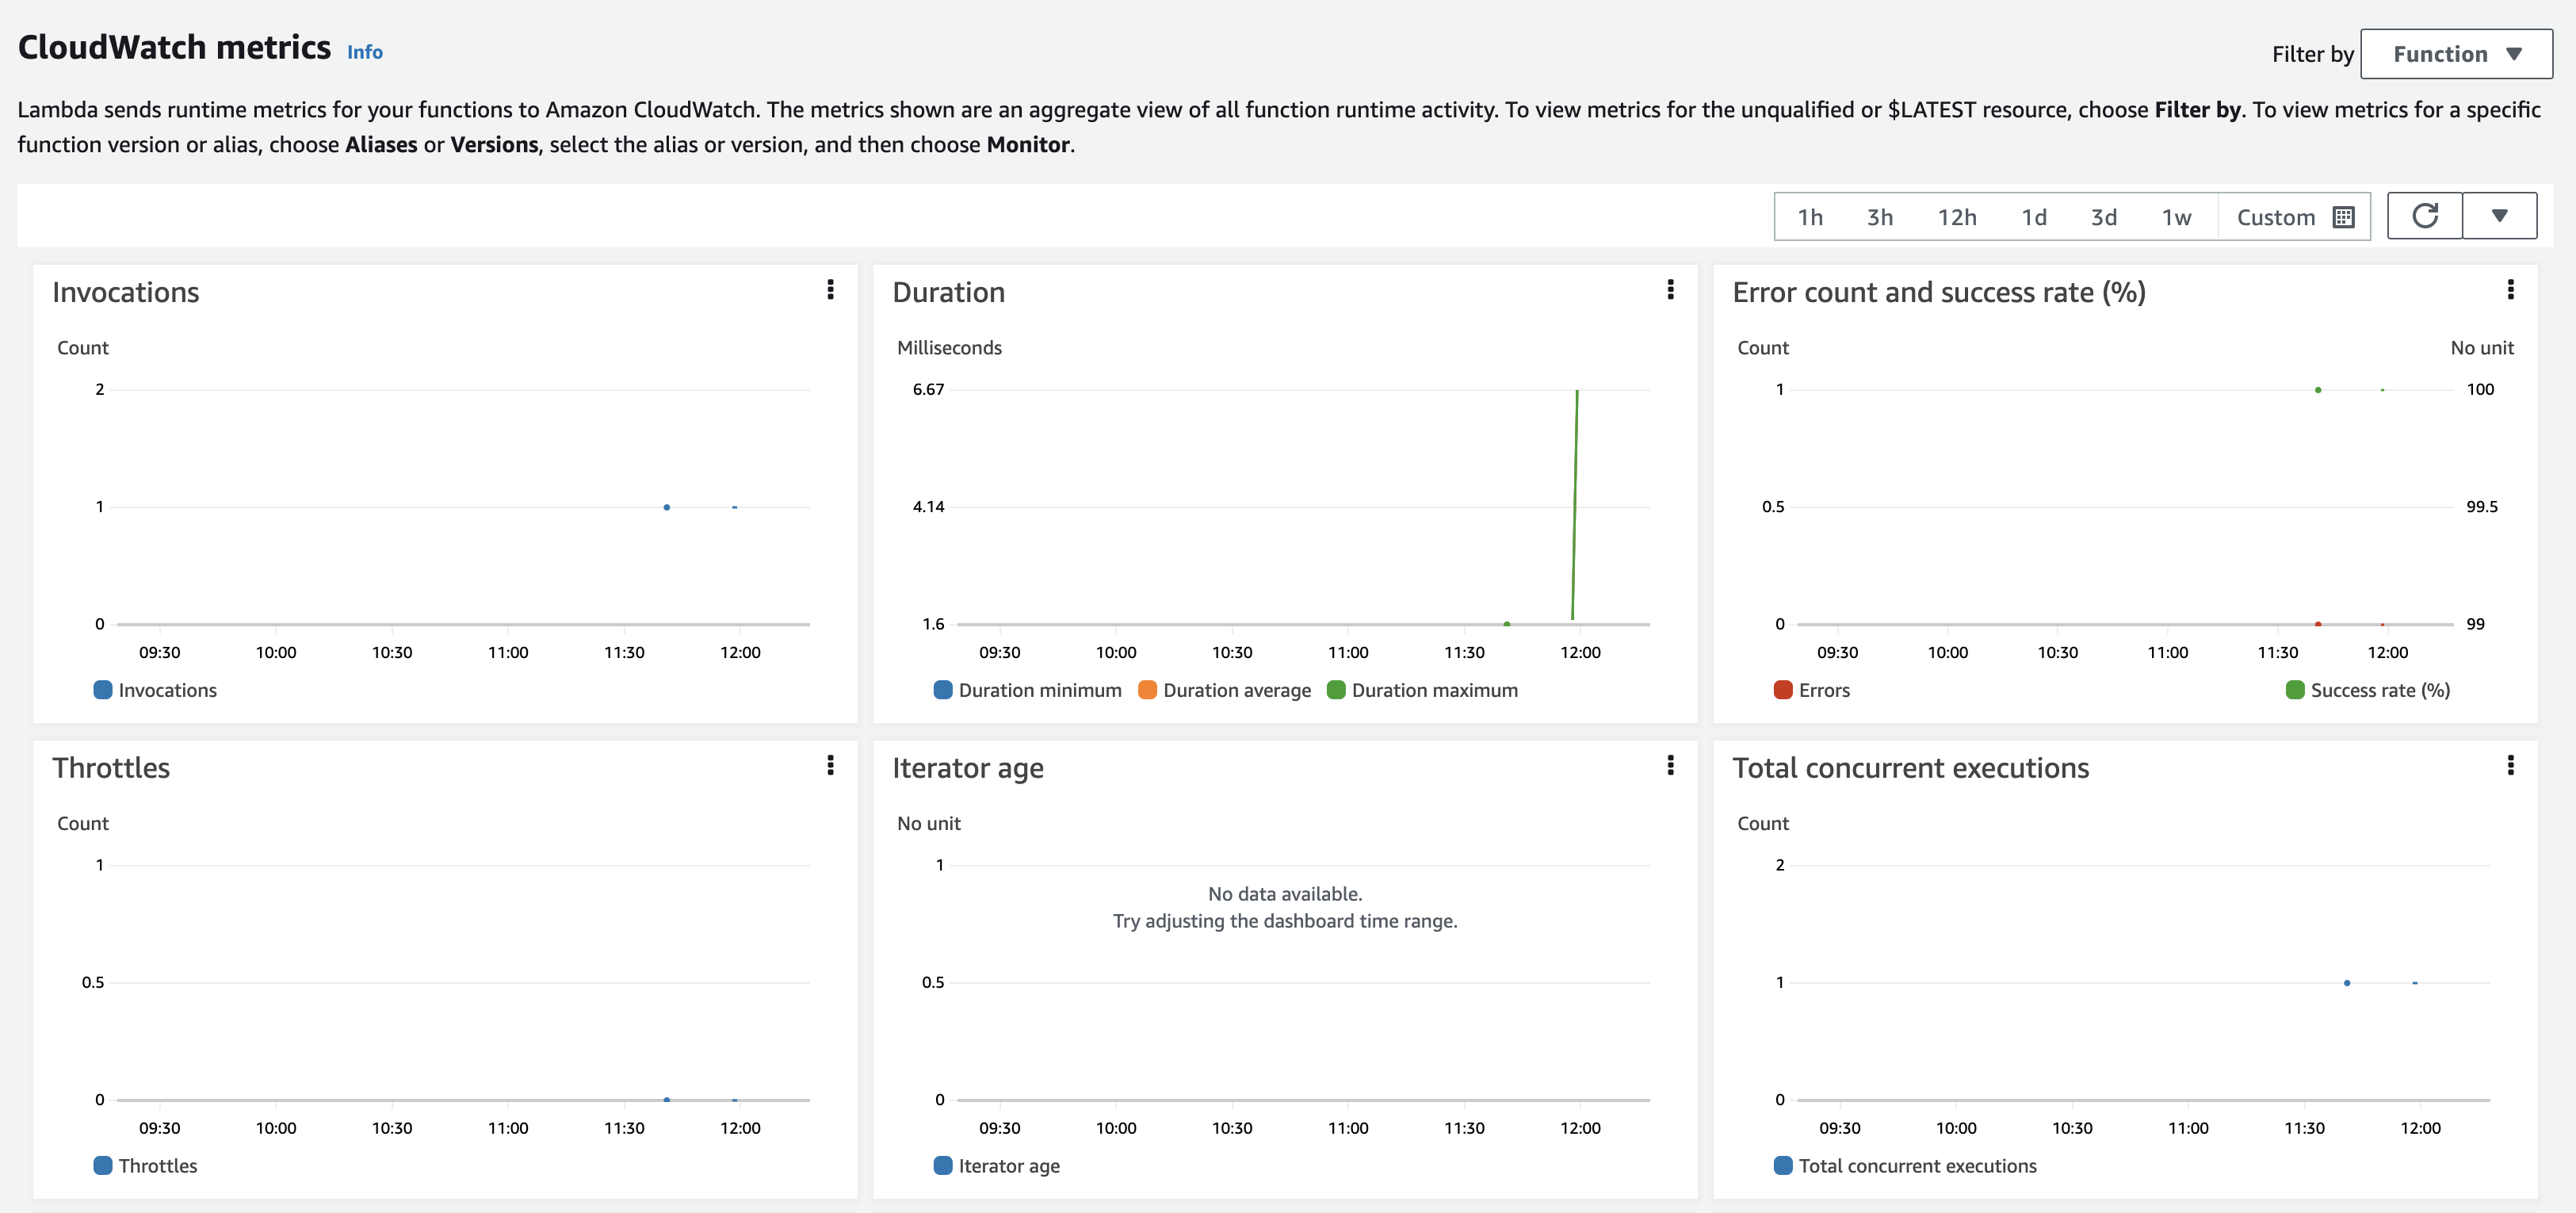 CloudWatch metrics Info
Filter by Function
Lambda sends runtime metrics for your functions to Amazon CloudWatch. The metrics shown are an aggregate view of all function runtime activity. To view metrics for the unqualified or $LATEST resource, choose Filter by. To view metrics for a specific
function version or alias, choose Aliases or Versions, select the alias or version, and then choose Monitor.
1h 3h 12h 1d 3d 1w Custom
Invocations
Count
2
1
0
09:30 10:00 10:30 11:00 11:30 12:00
Invocations
Duration
Milliseconds
6.67
4.14
1.6
09:30 10:00 10:30 11:00 11:30 12:00
Duration minimum Duration average Duration maximum
Error count and success rate (%)
Count No unit
1 100
0.5 99.5
0 99
09:30 10:00 10:30 11:00 11:30 12:00
Errors Success rate (%)
Throttles
Count
1
0.5
0
09:30 10:00 10:30 11:00 11:30 12:00
Throttles
Iterator age
No unit
1
No data available.
Try adjusting the dashboard time range.
0.5
0
09:30 10:00 10:30 11:00 11:30 12:00
Iterator age
Total concurrent executions
Count
2
1
0
09:30 10:00 10:30 11:00 11:30 12:00
Total concurrent executions